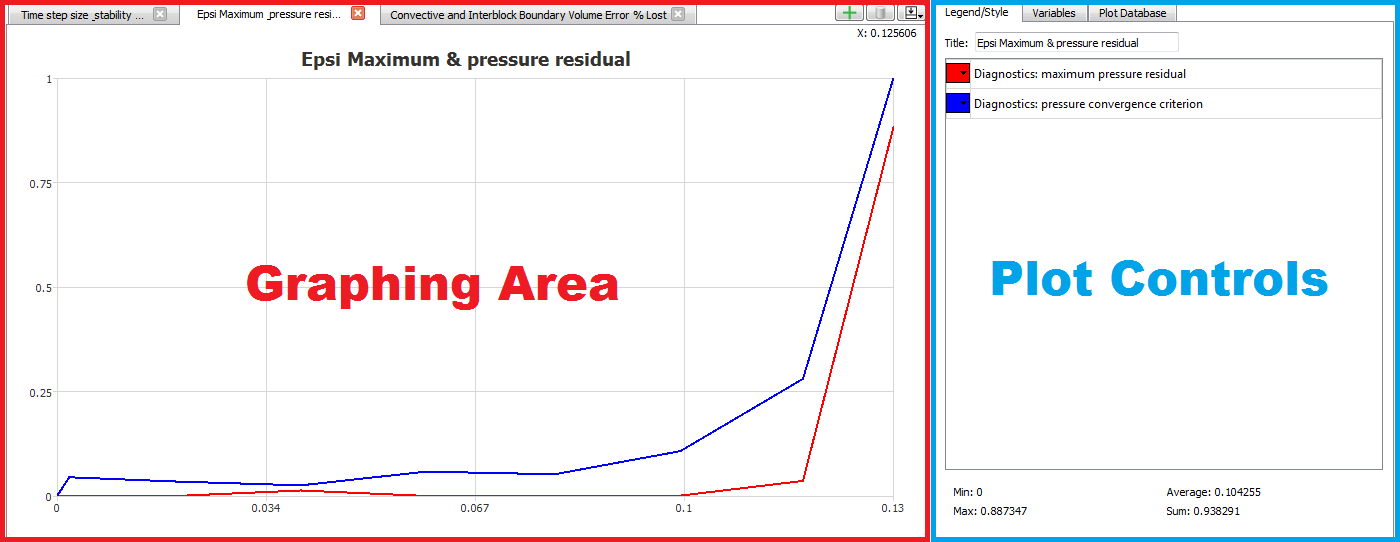 Time step size ,stability ...
Epsi Maximum ,pressure resi...
Convective and Interblock Boundary Volume Error % Lost
X: 0.125606
Epsi Maximum & pressure residual
1
0.75
0.5
0.25
0
0
0.034
0.067
0.1
0.13
Graphing Area
Legend/Style
Variables
Plot Database
Title: Epsi Maximum & pressure residual
Diagnostics: maximum pressure residual
Diagnostics: pressure convergence criterion
Plot Controls
Min: 0
Average: 0.104255
Max: 0.887347
Sum: 0.938291